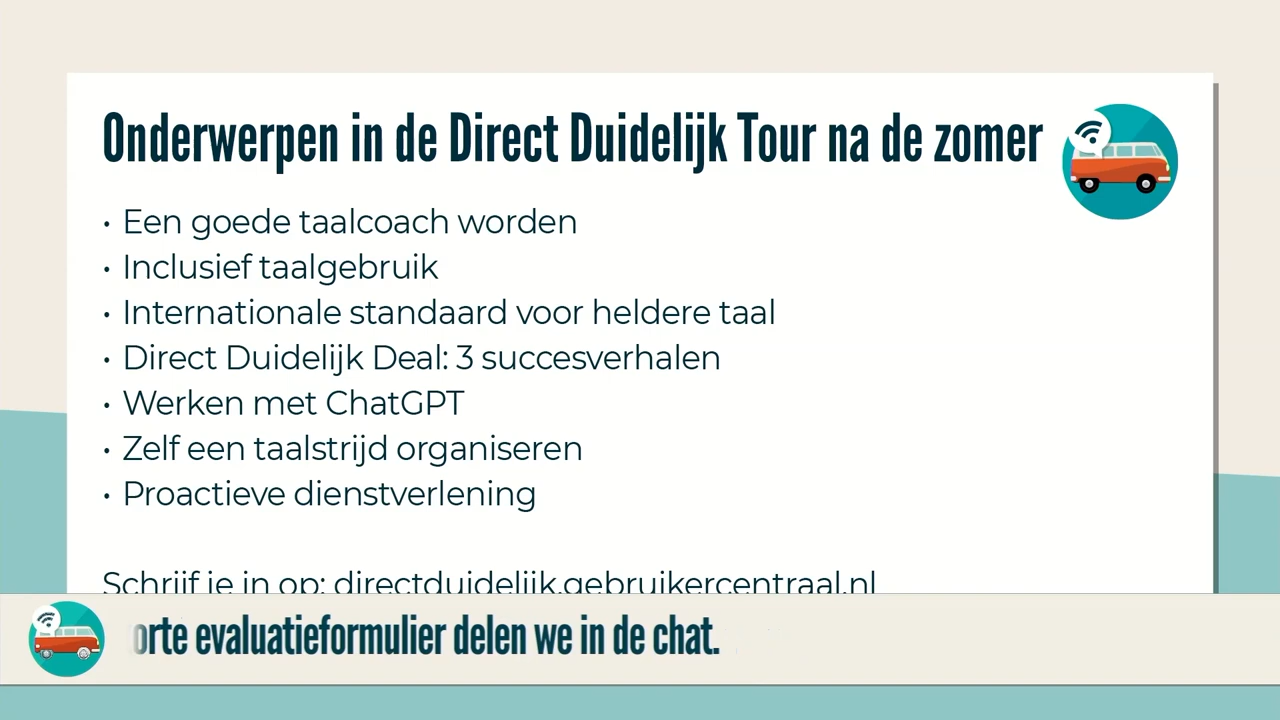 Onderwerpen in de Direct Duidelijk Tour na de zomer
• Een goede taalcoach worden
• Inclusief taalgebruik
• Internationale standaard voor heldere taal
• Direct Duidelijk Deal: 3 succesverhalen
• Werken met ChatGPT
• Zelf een taalstrijd organiseren
• Proactieve dienstverlening
Schrijf je in op: directduidelijk.gebruikercentraal.nl
orte evaluatieformulier delen we in de chat.